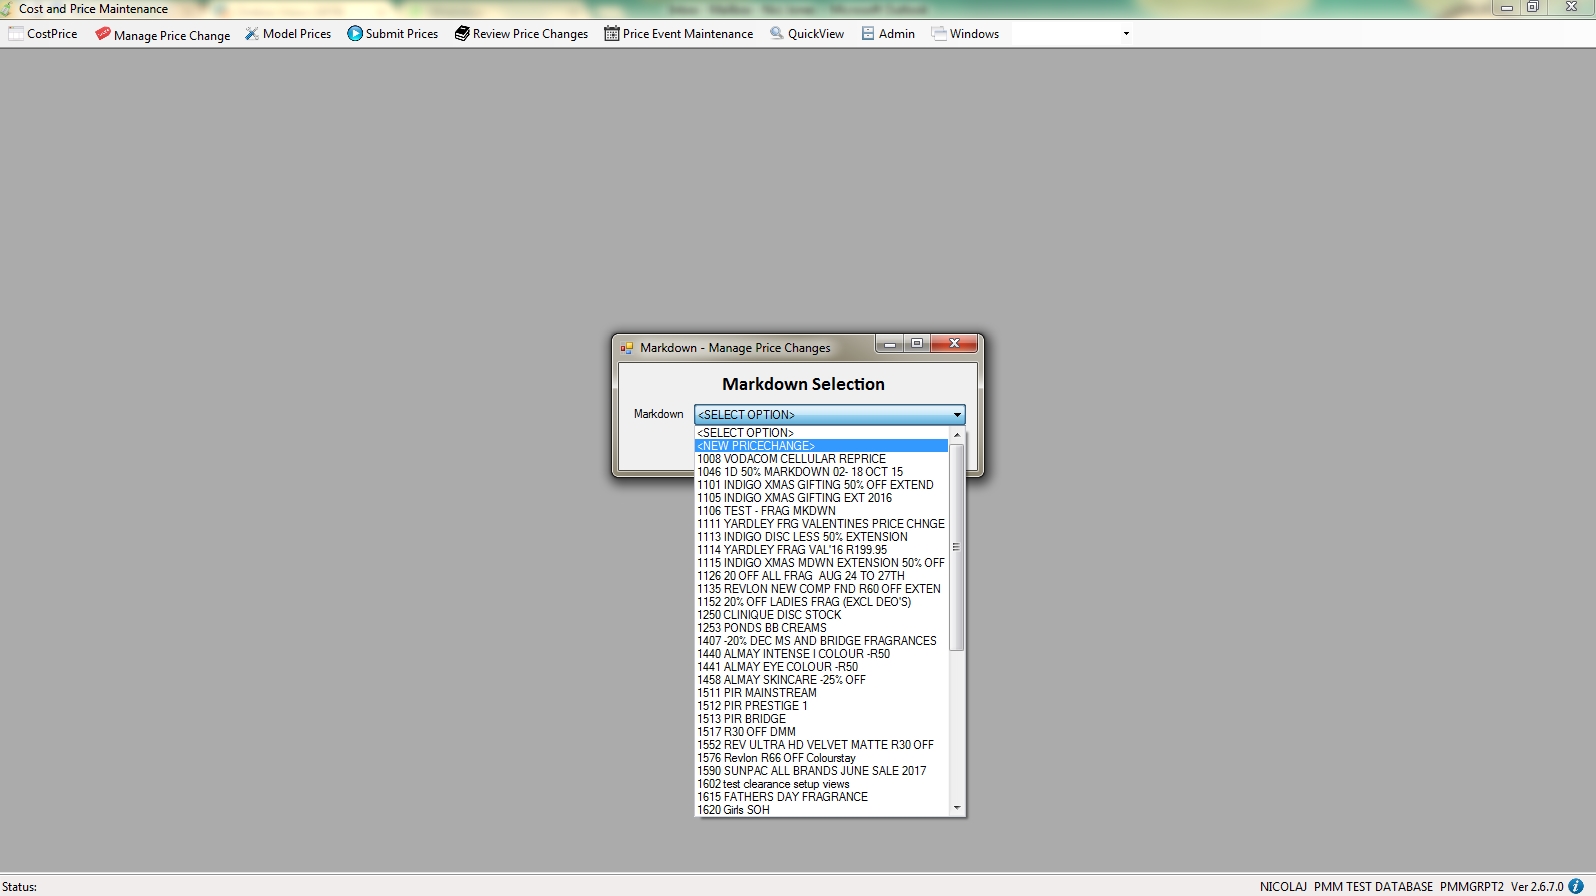 Cost and Price Maintenance
CostPrice Manage Price Change Model Prices Submit Prices Review Price Changes Price Event Maintenance QuickView Admin Windows
Markdown - Manage Price Changes
Markdown Selection
Markdown <SELECT OPTION>
<SELECT OPTION>
<NEW PRICECHANGE>
1008 VODACOM CELLULAR REPRICE
1046 1D 50% MARKDOWN 02- 18 OCT 15
1101 INDIGO XMAS GIFTING 50% OFF EXTEND
1105 INDIGO XMAS GIFTING EXT 2016
1106 TEST - FRAG MKDWN
1111 YARDLEY FRG VALENTINES PRICE CHNGE
1113 INDIGO DISC LESS 50% EXTENSION
1114 YARDLEY FRAG VAL'16 R199.95
1115 INDIGO XMAS MDWN EXTENSION 50% OFF
1126 20 OFF ALL FRAG  AUG 24 TO 27TH
1135 REVLON NEW COMP FND R60 OFF EXTEN
1152 20% OFF LADIES FRAG (EXCL DEO'S)
1250 CLINIQUE DISC STOCK
1253 PONDS BB CREAMS
1407 -20% DEC MS AND BRIDGE FRAGRANCES
1440 ALMAY INTENSE I COLOUR -R50
1441 ALMAY EYE COLOUR -R50
1458 ALMAY SKINCARE -25% OFF
1511 PIR MAINSTREAM
1512 PIR PRESTIGE 1
1513 PIR BRIDGE
1517 R30 OFF DMM
1552 REV ULTRA HD VELVET MATTE R30 OFF
1576 Revlon R66 OFF Colourstay
1590 SUNPAC ALL BRANDS JUNE SALE 2017
1602 test clearance setup views
1615 FATHERS DAY FRAGRANCE
1620 Girls SOH
Status: NICOLAJ PMM TEST DATABASE PMMGRPT2 Ver 2.6.7.0